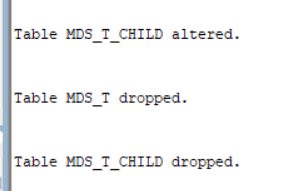 Table MDS_T_CHILD altered.
Table MDS_T dropped.
Table MDS_T_CHILD dropped.